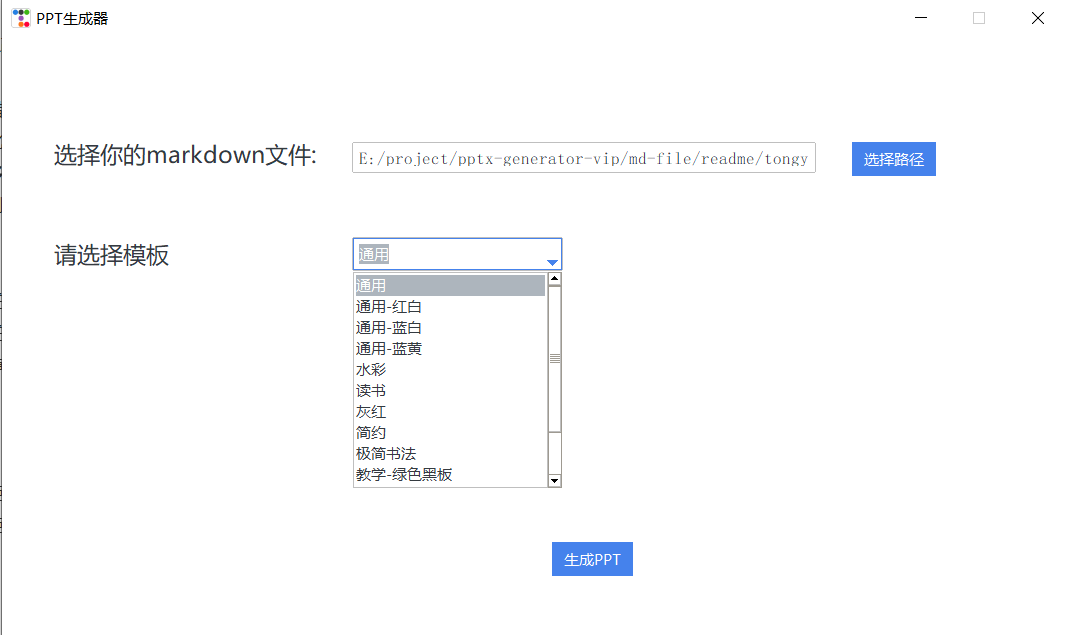 PPT生成器
选择你的markdown文件:
E:/project/pptx-generator-vip/md-file/readme/tongy
选择路径
请选择模板
通用
通用
通用-红白
通用-蓝白
通用-蓝黄
水彩
读书
灰红
简约
极简书法
教学-绿色黑板
生成PPT